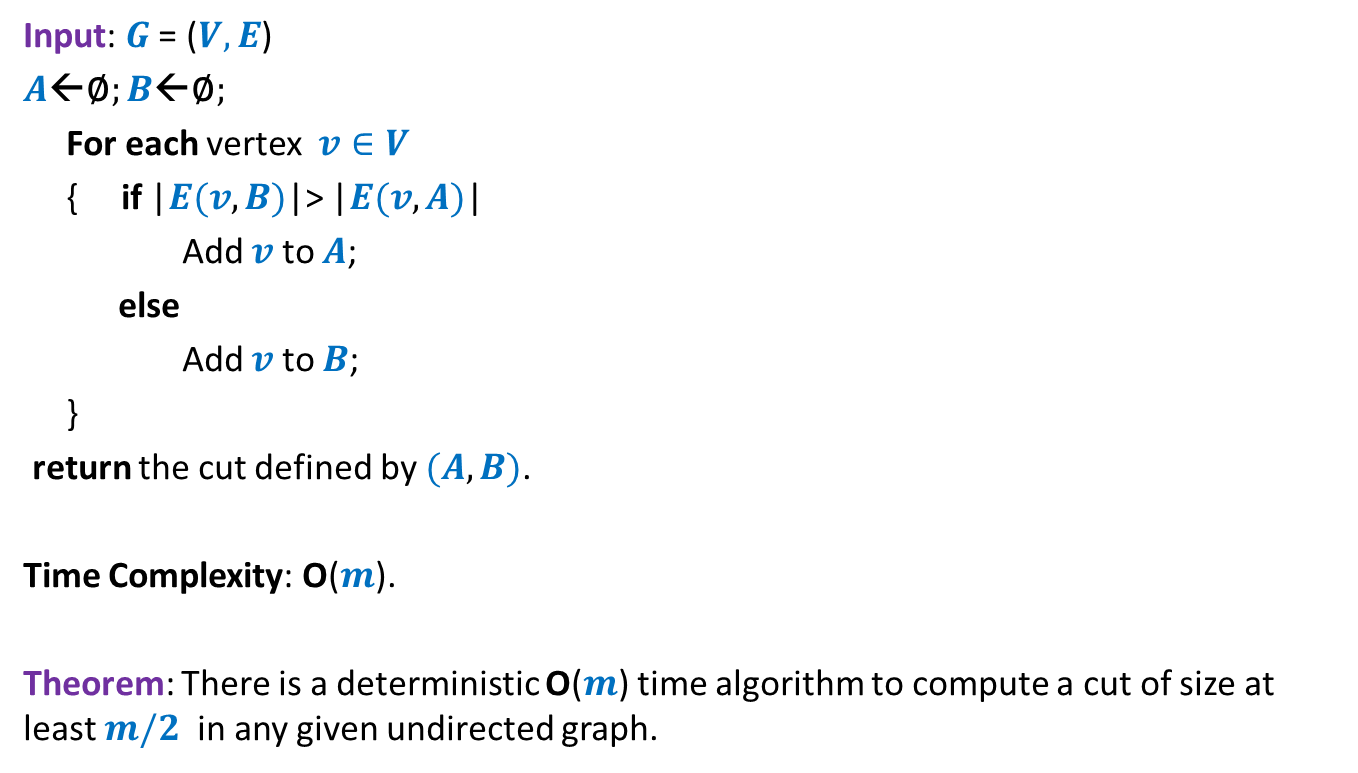 Input: G = (V, E)
A←∅; B←∅;
For each vertex v ∈ V
{ if |E(v, B)|> |E(v, A)|
Add v to A;
else
Add v to B;
}
return the cut defined by (A, B).
Time Complexity: O(m).
Theorem: There is a deterministic O(m) time algorithm to compute a cut of size at
least m/2 in any given undirected graph.